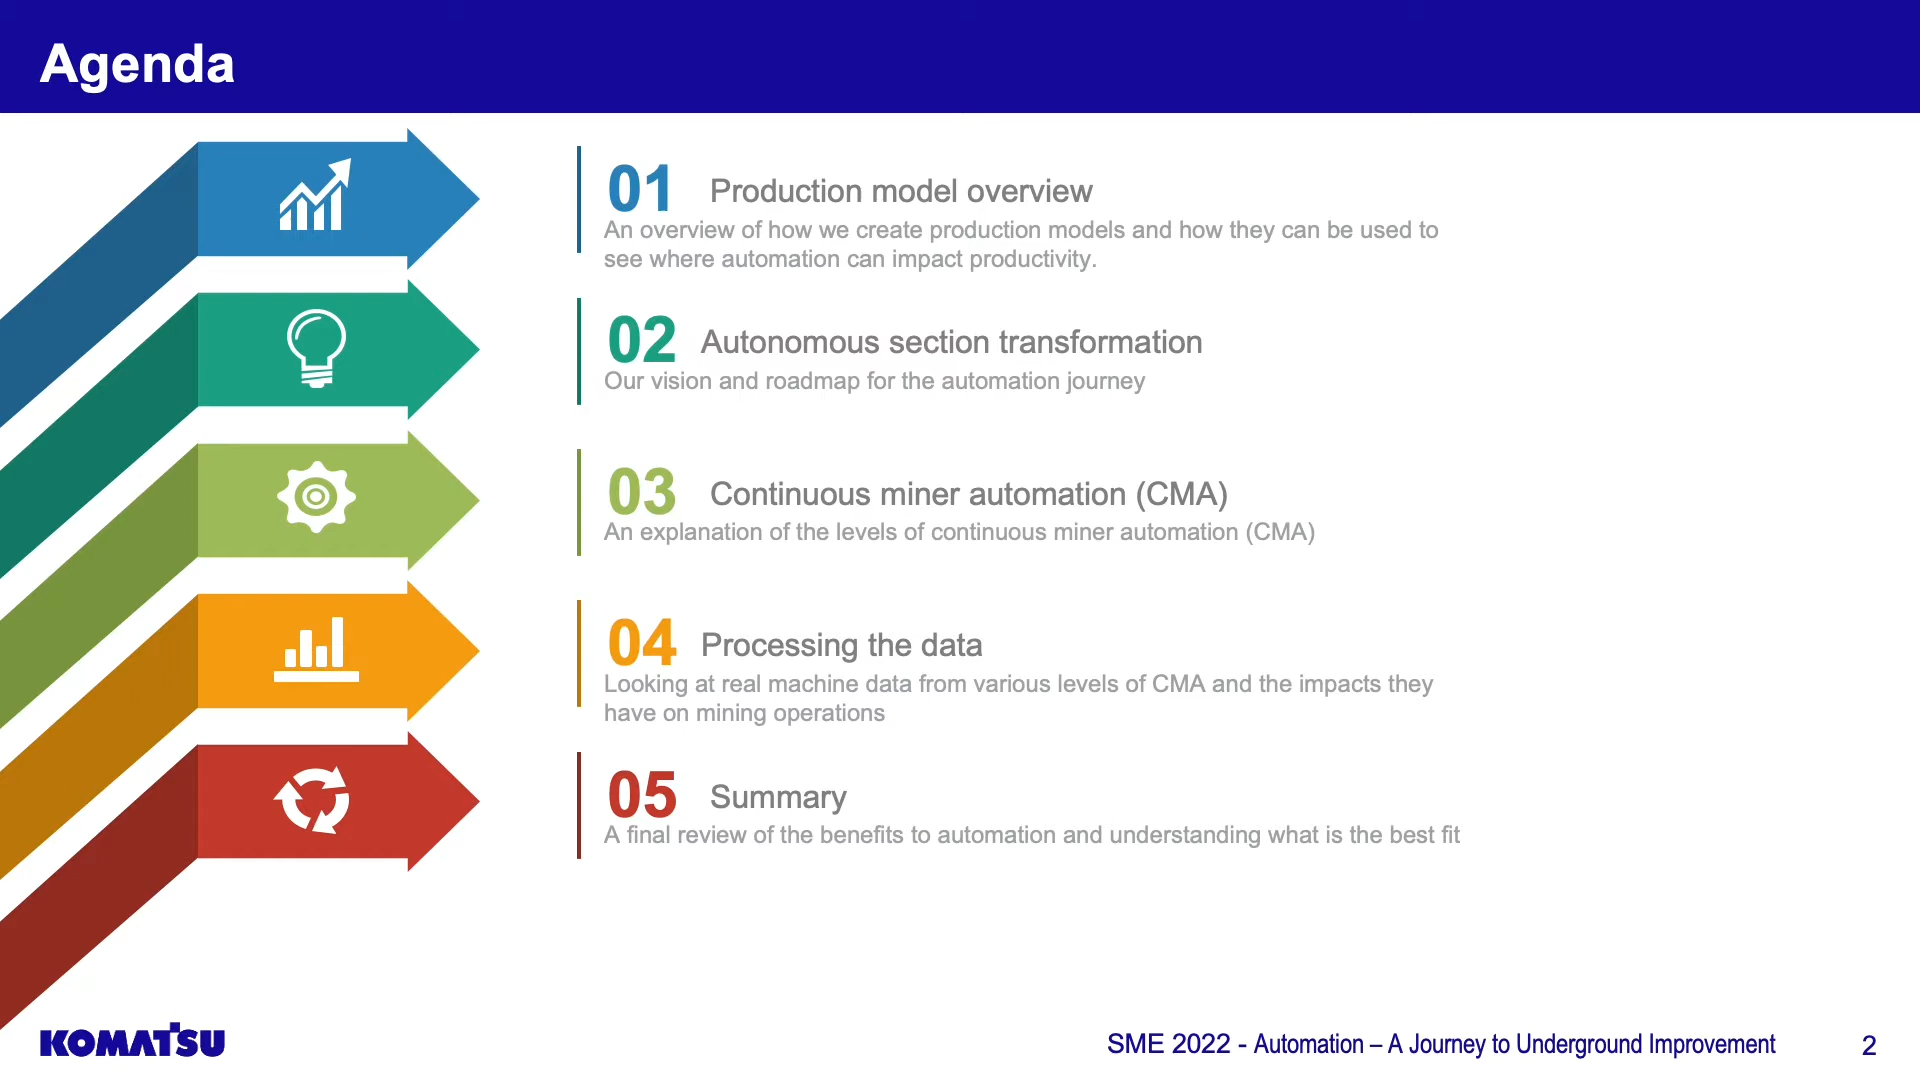 Agenda
01 Production model overview
An overview of how we create production models and how they can be used to
see where automation can impact productivity.
02 Autonomous section transformation
Our vision and roadmap for the automation journey
03 Continuous miner automation (CMA)
An explanation of the levels of continuous miner automation (CMA)
04 Processing the data
Looking at real machine data from various levels of CMA and the impacts they
have on mining operations
05 Summary
A final review of the benefits to automation and understanding what is the best fit
KOMATSU
SME 2022 - Automation – A Journey to Underground Improvement
2